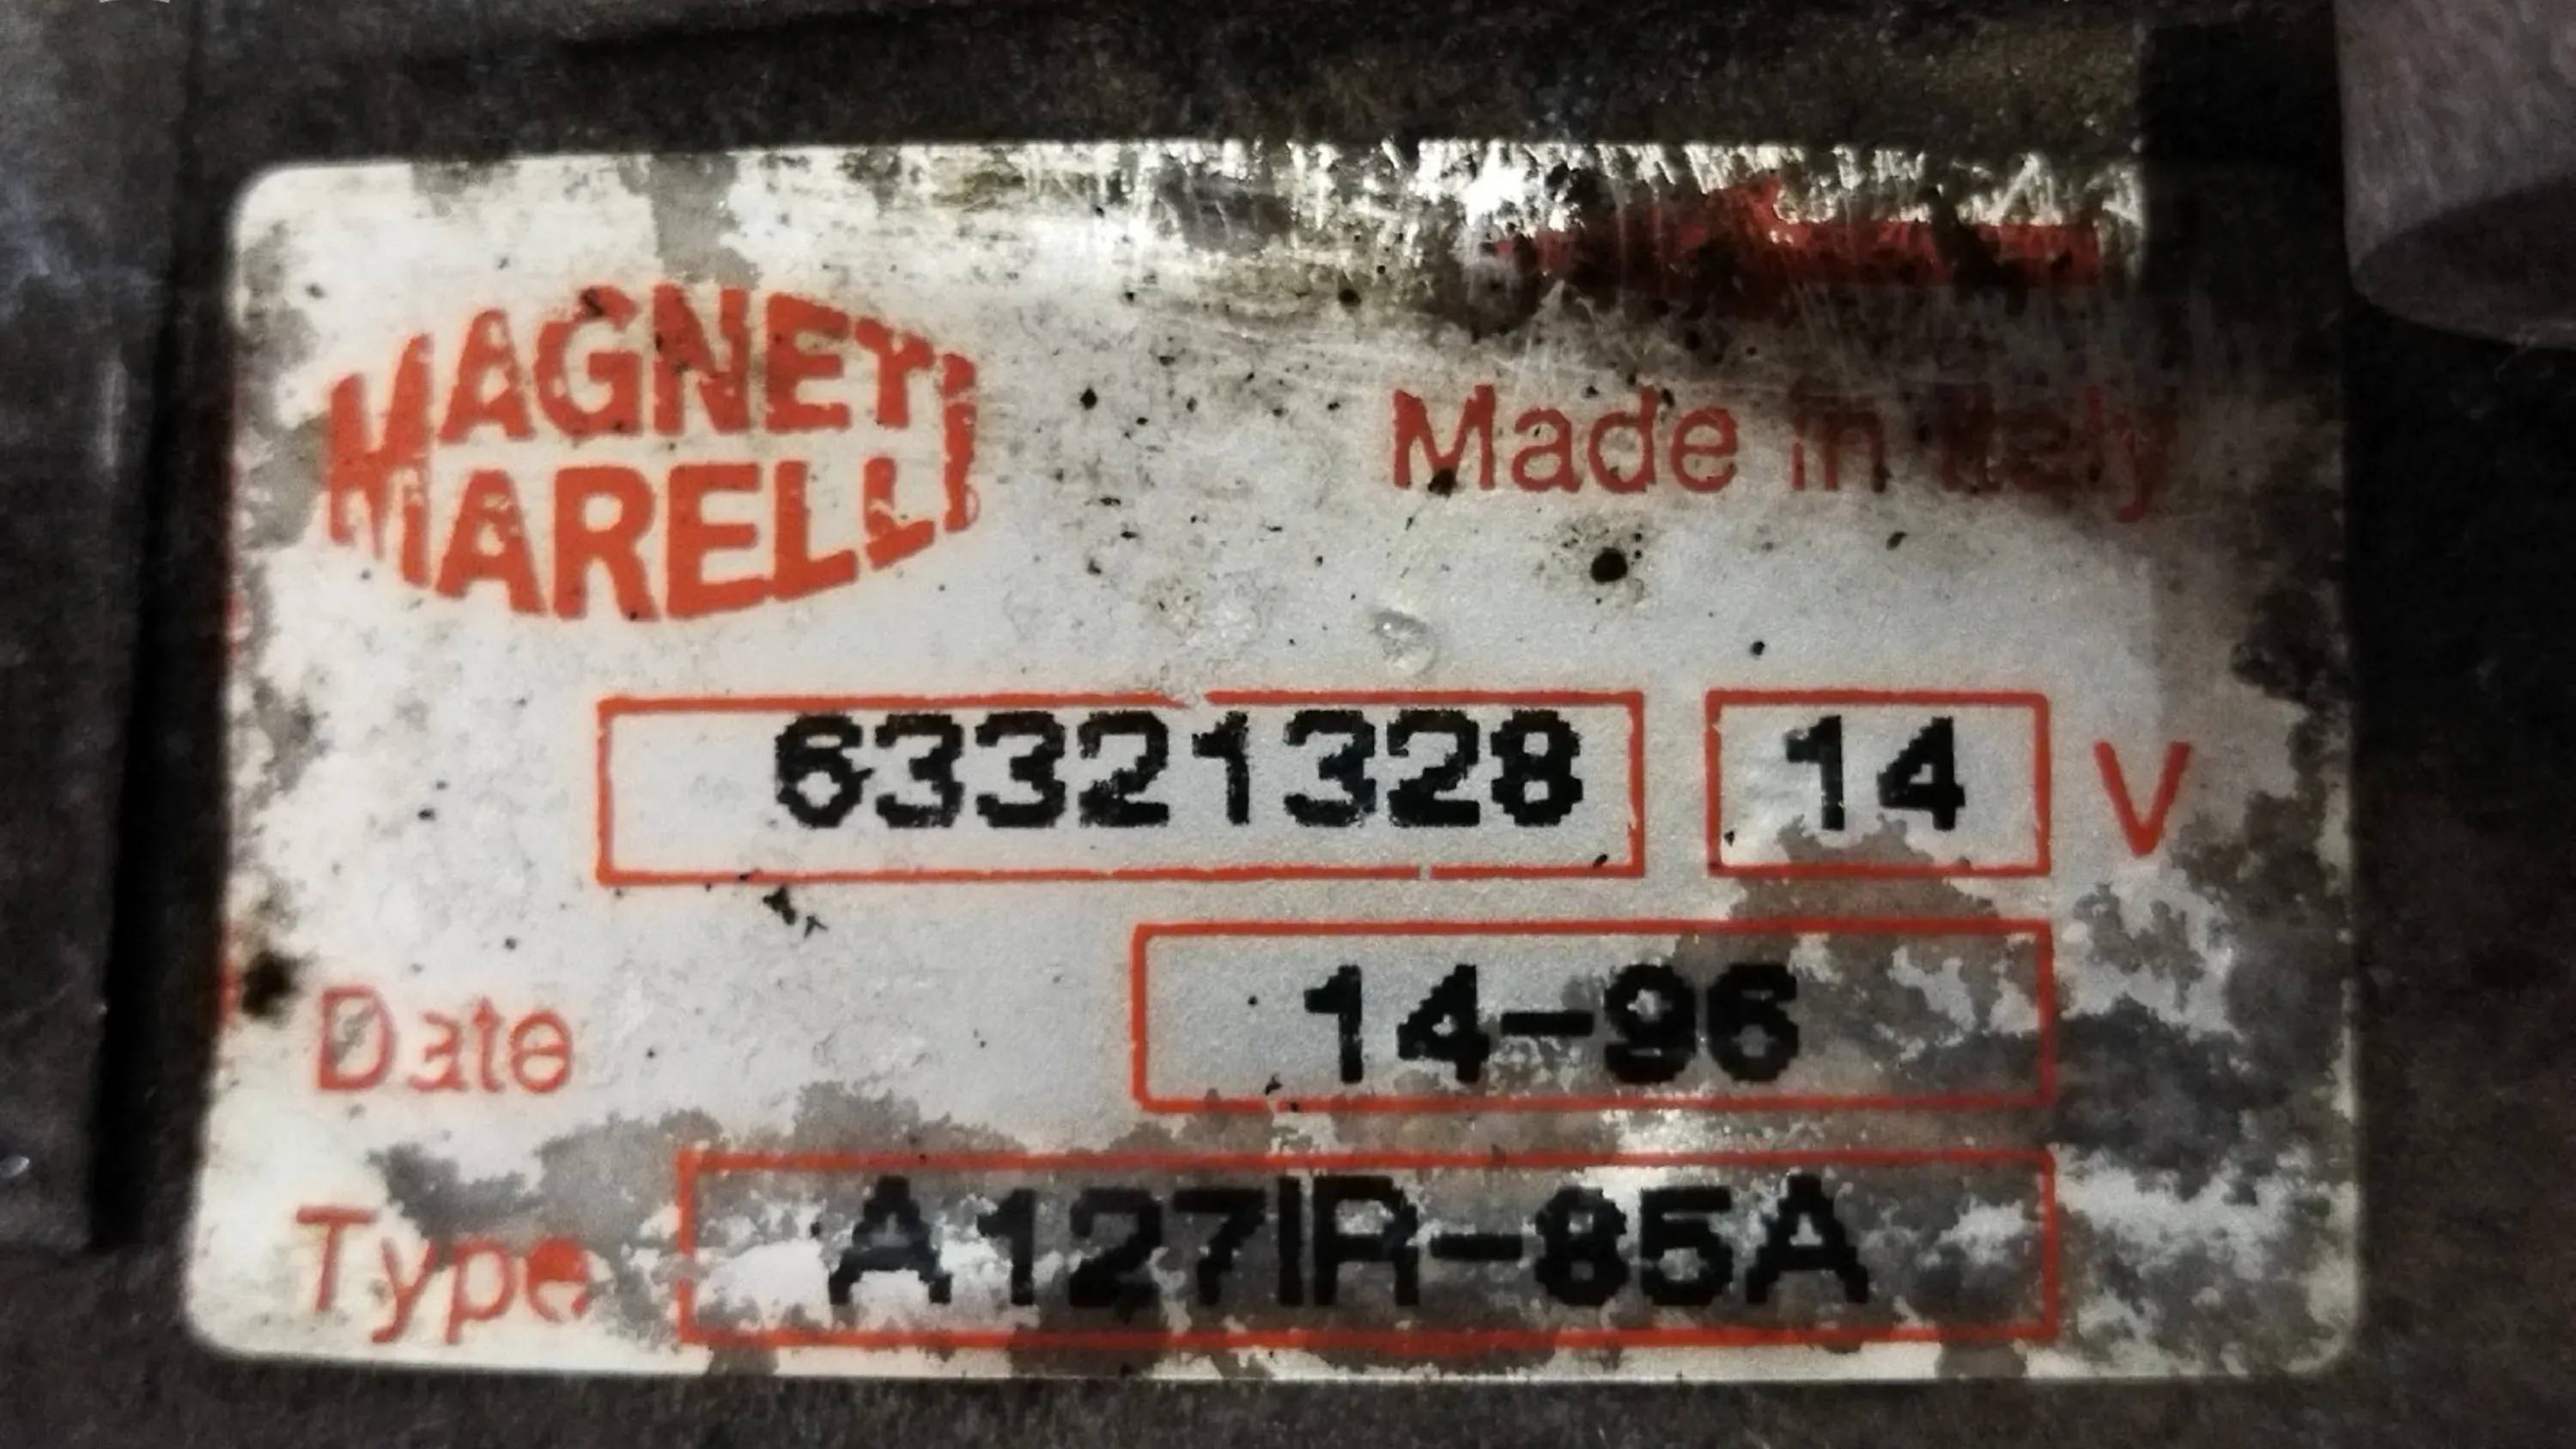 MAGNETI
MARELLI
Made in Italy
63321328 14 V
Date 14-96
Type A127IR-85A